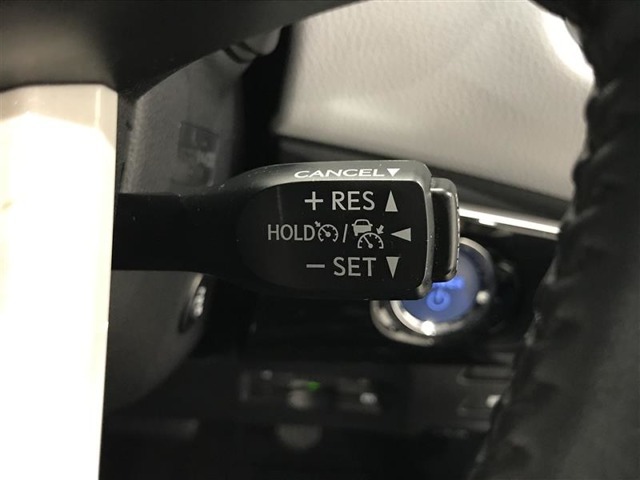 CANCEL▼
+ RES ▲
HOLD / ◀
− SET ▼